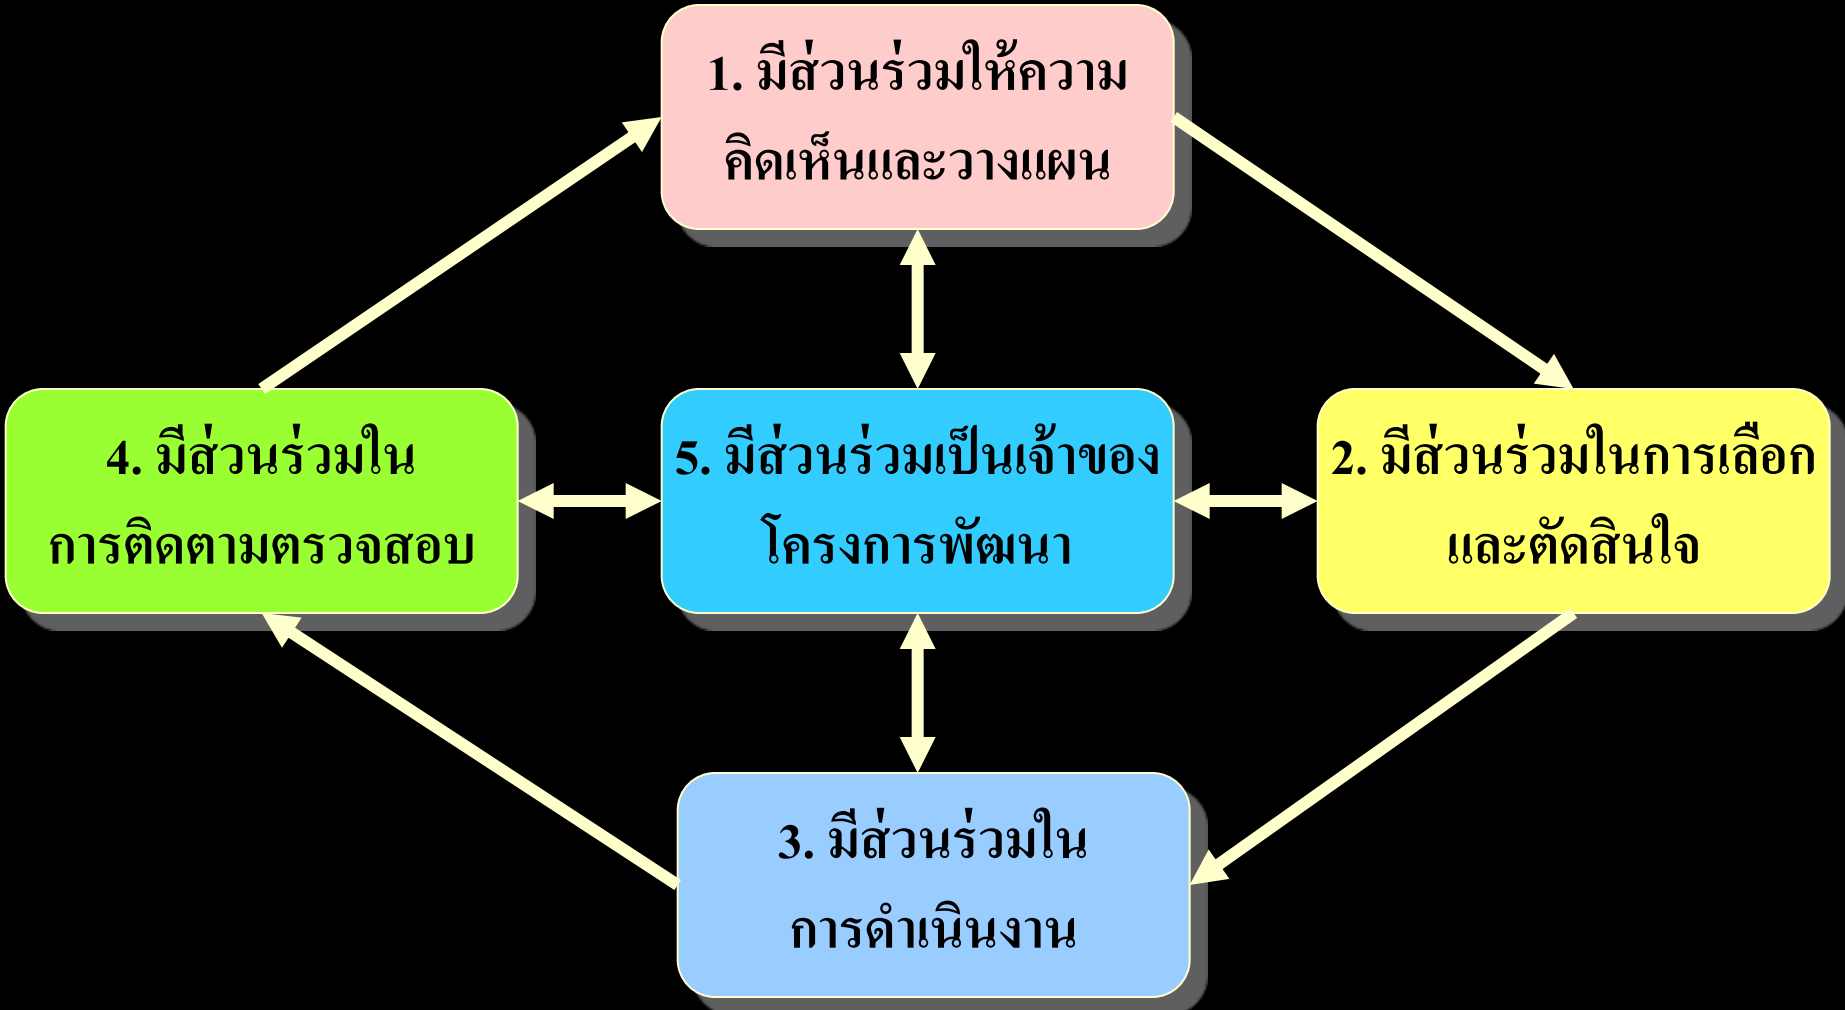 1. มีส่วนร่วมให้ความ
คิดเห็นและวางแผน
4. มีส่วนร่วมใน
การติดตามตรวจสอบ
5. มีส่วนร่วมเป็นเจ้าของ
โครงการพัฒนา
2. มีส่วนร่วมในการเลือก
และตัดสินใจ
3. มีส่วนร่วมใน
การดำเนินงาน